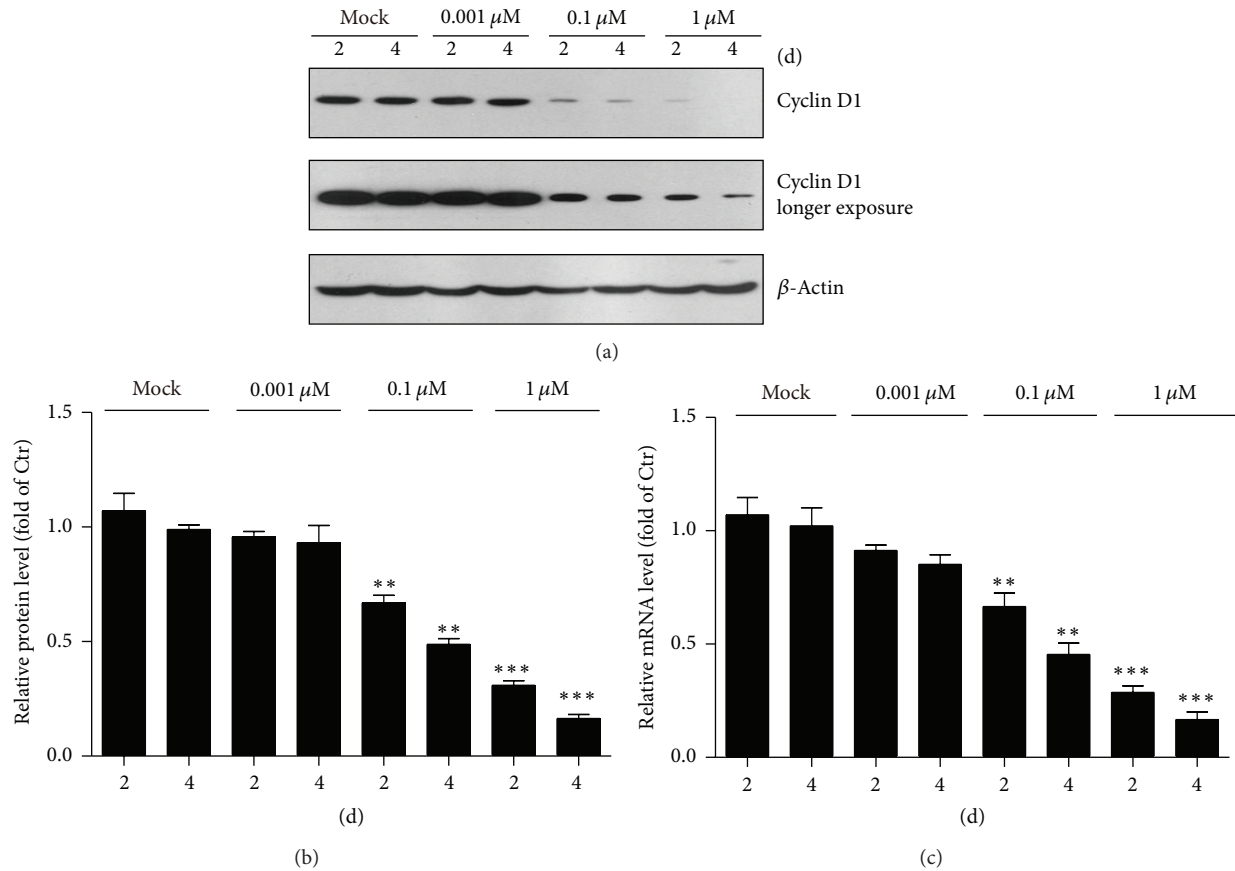 Mock 0.001 μM 0.1 μM 1 μM
2 4 2 4 2 4 2 4 (d)
Cyclin D1
Cyclin D1
longer exposure
β-Actin
(a)
Mock 0.001 μM 0.1 μM 1 μM
Relative protein level (fold of Ctr)
1.5
1.0
0.5
0.0
**
**
***
***
2 4 2 4 2 4 2 4
(d)
(b)
Mock 0.001 μM 0.1 μM 1 μM
Relative mRNA level (fold of Ctr)
1.5
1.0
0.5
0.0
**
**
***
***
2 4 2 4 2 4 2 4
(d)
(c)